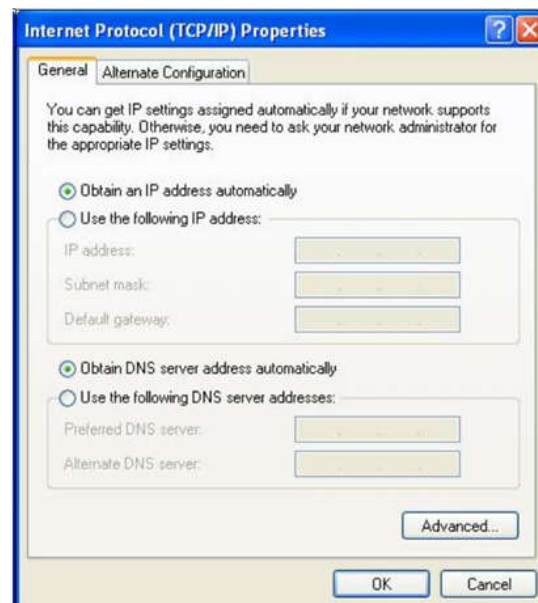 Internet Protocol (TCP/IP) Properties
General
Alternate Configuration
You can get IP settings assigned automatically if your network supports
this capability. Otherwise, you need to ask your network administrator for
the appropriate IP settings.
Obtain an IP address automatically
Use the following IP address:
IP address:
Subnet mask:
Default gateway:
Obtain DNS server address automatically
Use the following DNS server addresses:
Preferred DNS server:
Alternate DNS server:
Advanced...
OK
Cancel